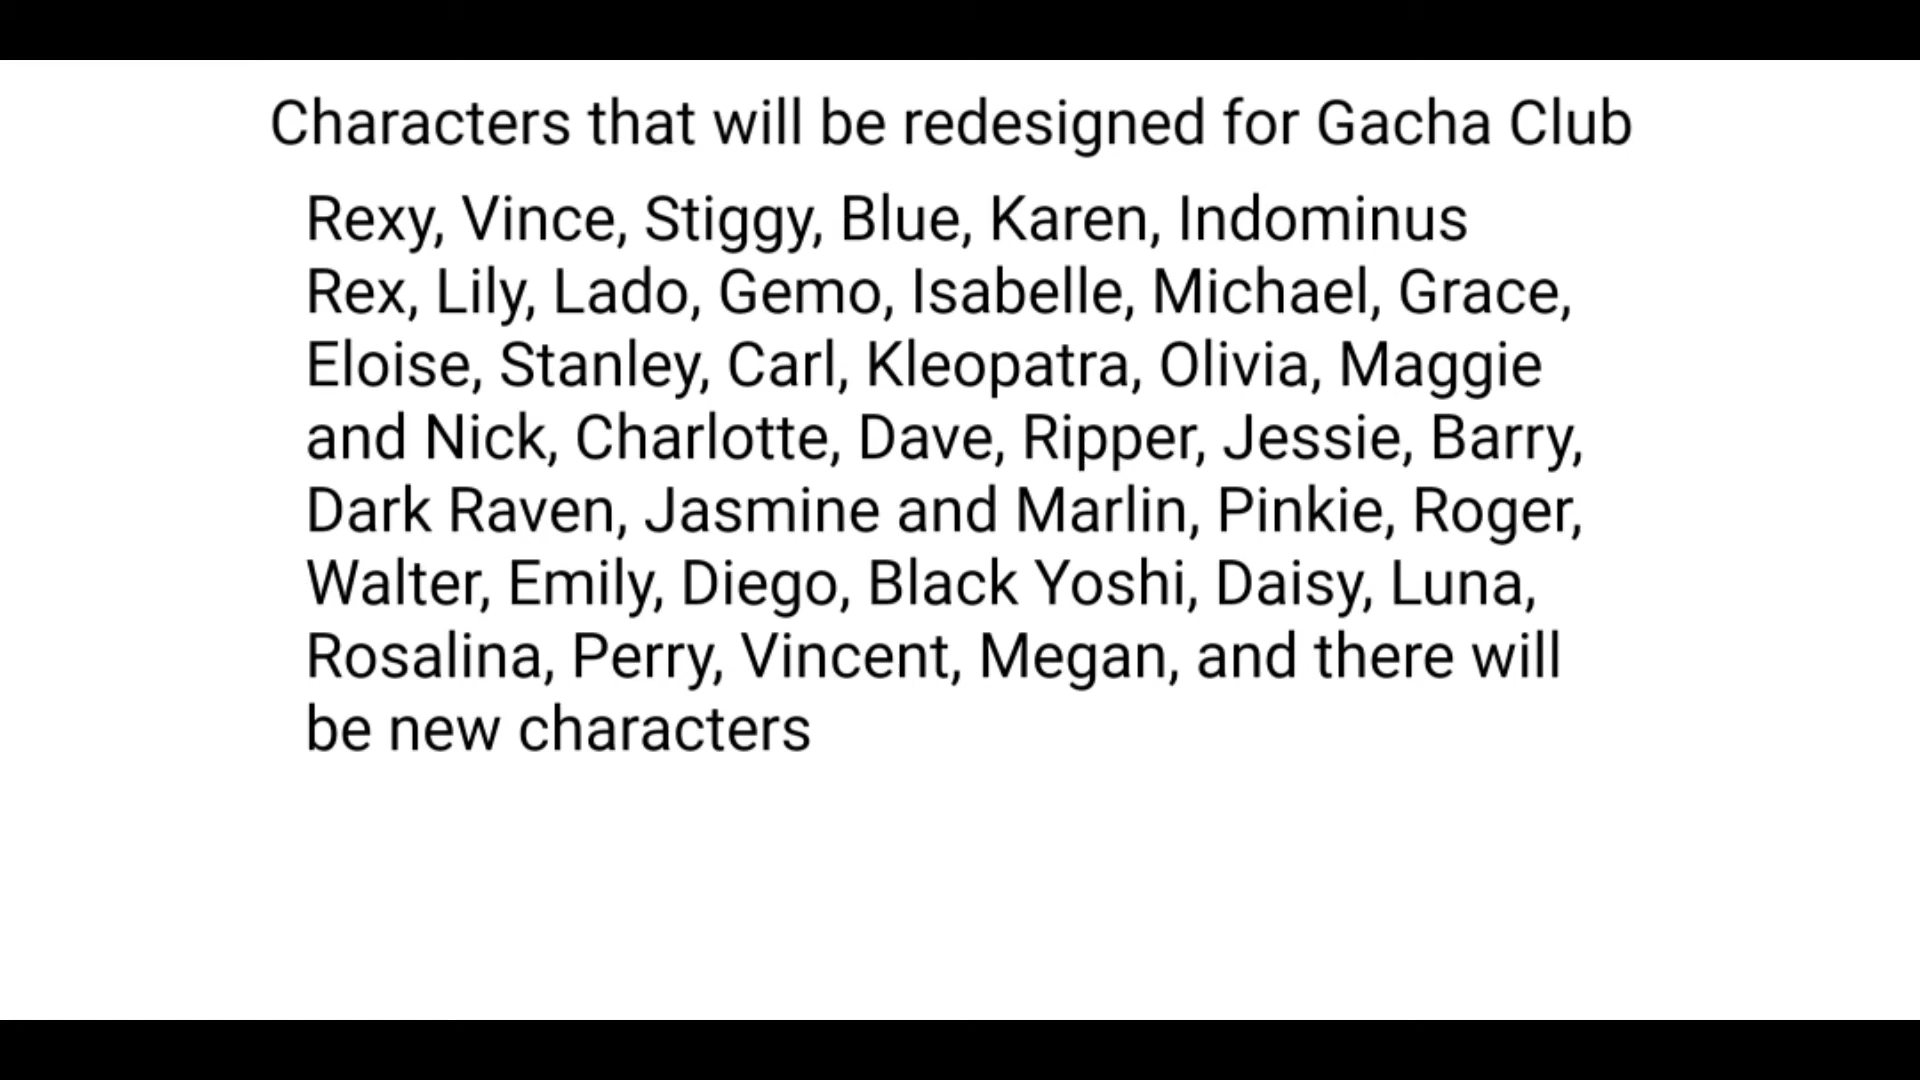 Characters that will be redesigned for Gacha Club
Rexy, Vince, Stiggy, Blue, Karen, Indominus
Rex, Lily, Lado, Gemo, Isabelle, Michael, Grace,
Eloise, Stanley, Carl, Kleopatra, Olivia, Maggie
and Nick, Charlotte, Dave, Ripper, Jessie, Barry,
Dark Raven, Jasmine and Marlin, Pinkie, Roger,
Walter, Emily, Diego, Black Yoshi, Daisy, Luna,
Rosalina, Perry, Vincent, Megan, and there will
be new characters